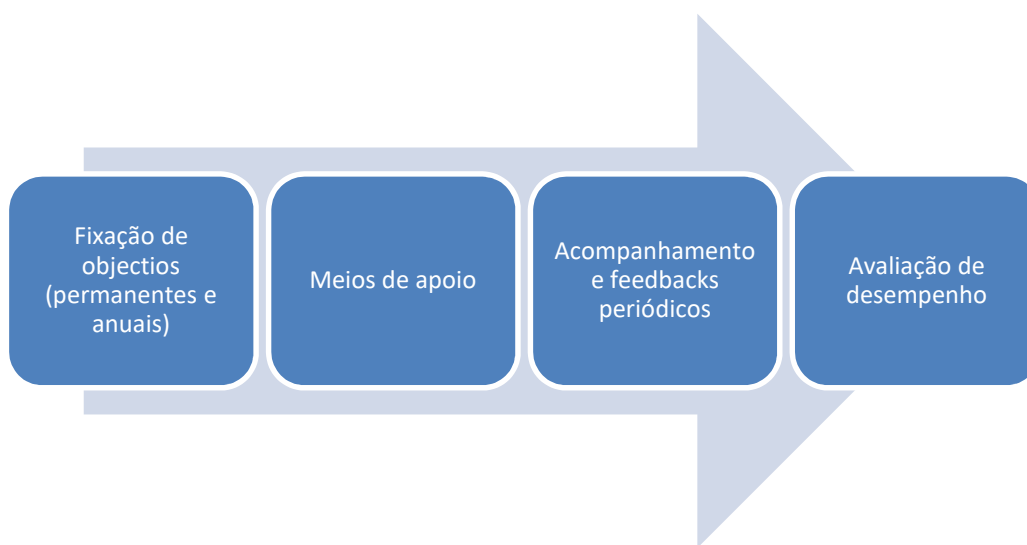 Fixação de
objectios
(permanentes e
anuais)
Meios de apoio
Acompanhamento
e feedbacks
periódicos
Avaliação de
desempenho